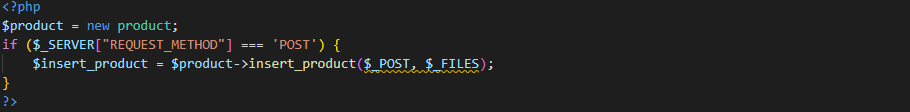 <?php
$product = new product;
if ($_SERVER["REQUEST_METHOD"] === 'POST') {
    $insert_product = $product->insert_product($_POST, $_FILES);
}
?>